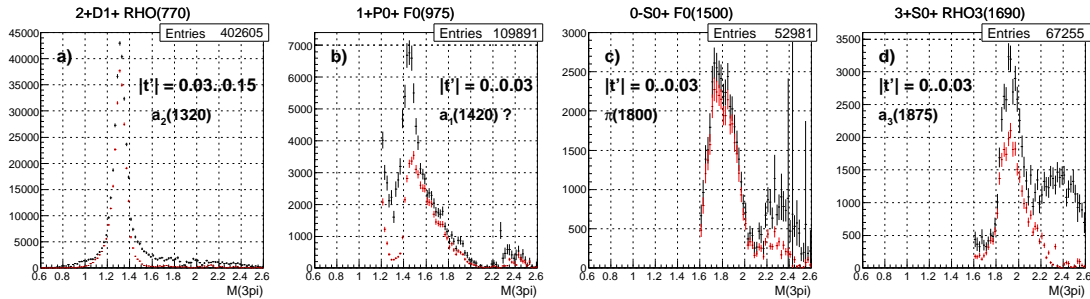 2+D1+ RHO(770)
Entries 402605
a)
|t'| = 0.03..0.15
a2(1320)
45000
40000
35000
30000
25000
20000
15000
10000
5000
0
0.6 0.8 1 1.2 1.4 1.6 1.8 2 2.2 2.4 2.6
M(3pi)
1+P0+ F0(975)
Entries 109891
b)
|t'| = 0..0.03
a1(1420) ?
7000
6000
5000
4000
3000
2000
1000
0
0.6 0.8 1 1.2 1.4 1.6 1.8 2 2.2 2.4 2.6
M(3pi)
0-S0+ F0(1500)
Entries 52981
c)
|t'| = 0..0.03
π(1800)
2500
2000
1500
1000
500
0
0.6 0.8 1 1.2 1.4 1.6 1.8 2 2.2 2.4 2.6
M(3pi)
3+S0+ RHO3(1690)
Entries 67255
d)
|t'| = 0..0.03
a3(1875)
3500
3000
2500
2000
1500
1000
500
0
0.6 0.8 1 1.2 1.4 1.6 1.8 2 2.2 2.4 2.6
M(3pi)